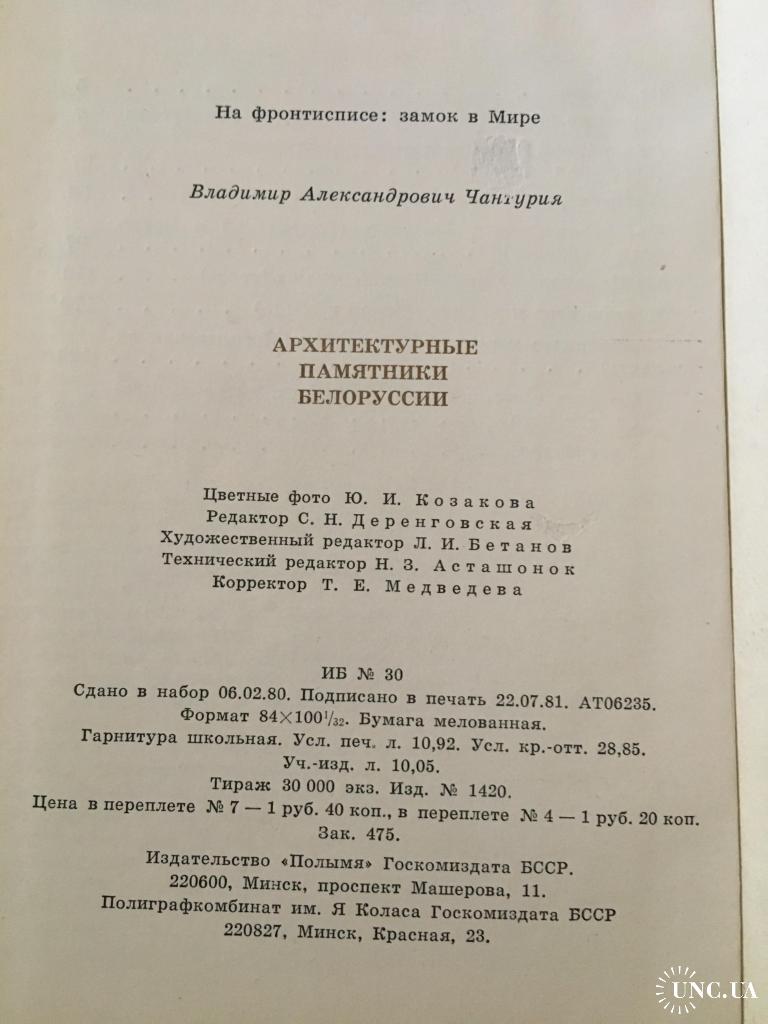 На фронтисписе: замок в Мире
Владимир Александрович Чантурия
АРХИТЕКТУРНЫЕ
ПАМЯТНИКИ
БЕЛОРУССИИ
Цветные фото Ю. И. Козакова
Редактор С. Н. Деренговская
Художественный редактор Л. И. Бетанов
Технический редактор Н. З. Асташонок
Корректор Т. Е. Медведева
ИБ № 30
Сдано в набор 06.02.80. Подписано в печать 22.07.81. АТ06235.
Формат 84×100¹/₃₂. Бумага мелованная.
Гарнитура школьная. Усл. печ. л. 10,92. Усл. кр.-отт. 28,85.
Уч.-изд. л. 10,05.
Тираж 30 000 экз. Изд. № 1420.
Цена в переплете № 7 — 1 руб. 40 коп., в переплете № 4 — 1 руб. 20 коп.
Зак. 475.
Издательство «Полымя» Госкомиздата БССР.
220600, Минск, проспект Машерова, 11.
Полиграфкомбинат им. Я Коласа Госкомиздата БССР
220827, Минск, Красная, 23.
UNC.UA